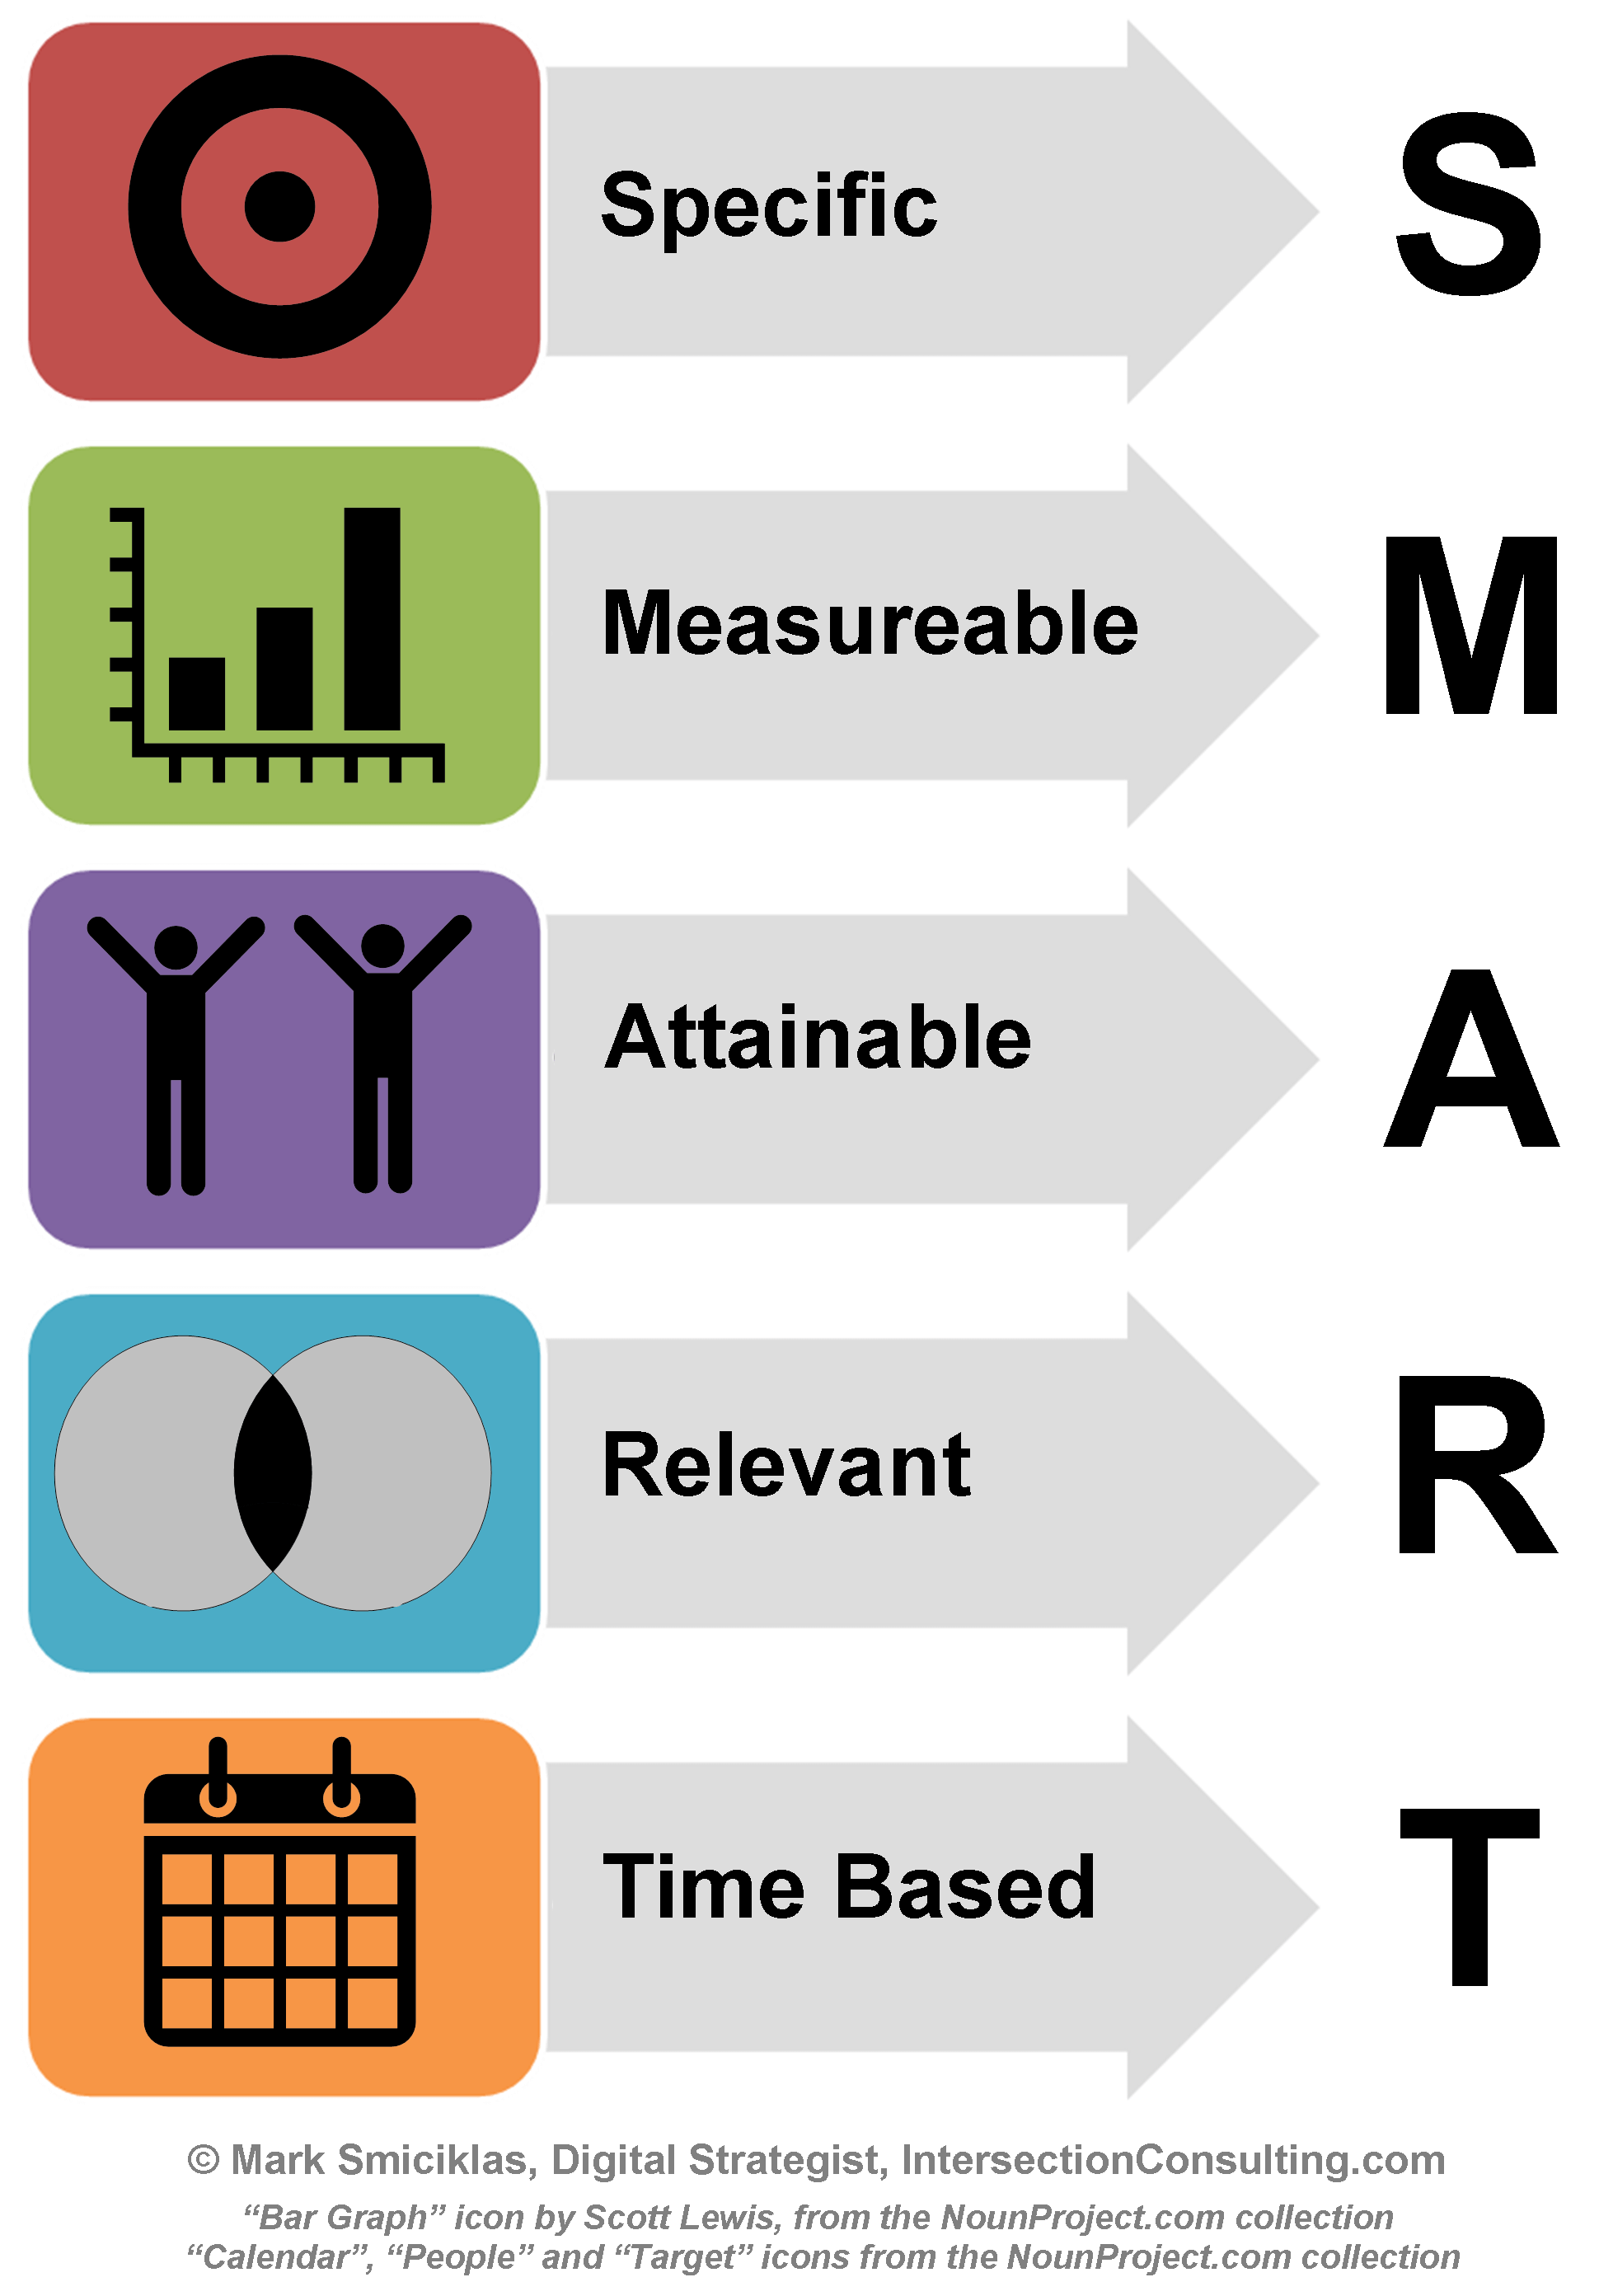 Specific
S
Measureable
M
Attainable
A
Relevant
R
Time Based
T
© Mark Smiciklas, Digital Strategist, IntersectionConsulting.com
“Bar Graph” icon by Scott Lewis, from the NounProject.com collection
“Calendar”, “People” and “Target” icons from the NounProject.com collection